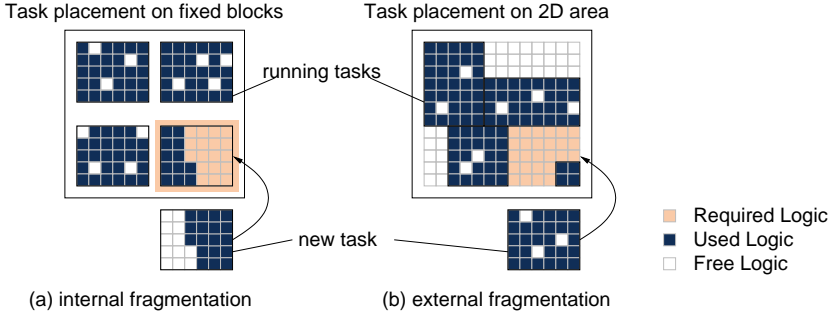 Task placement on fixed blocks
Task placement on 2D area
running tasks
new task
Required Logic
Used Logic
Free Logic
(a) internal fragmentation
(b) external fragmentation